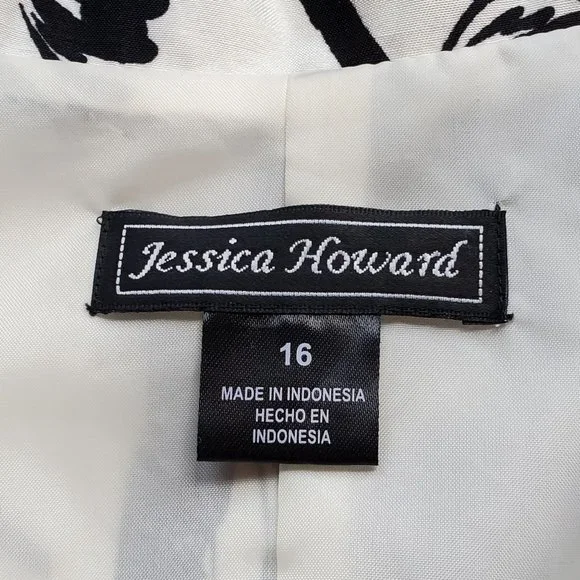 Jessica Howard
16
MADE IN INDONESIA
HECHO EN
INDONESIA